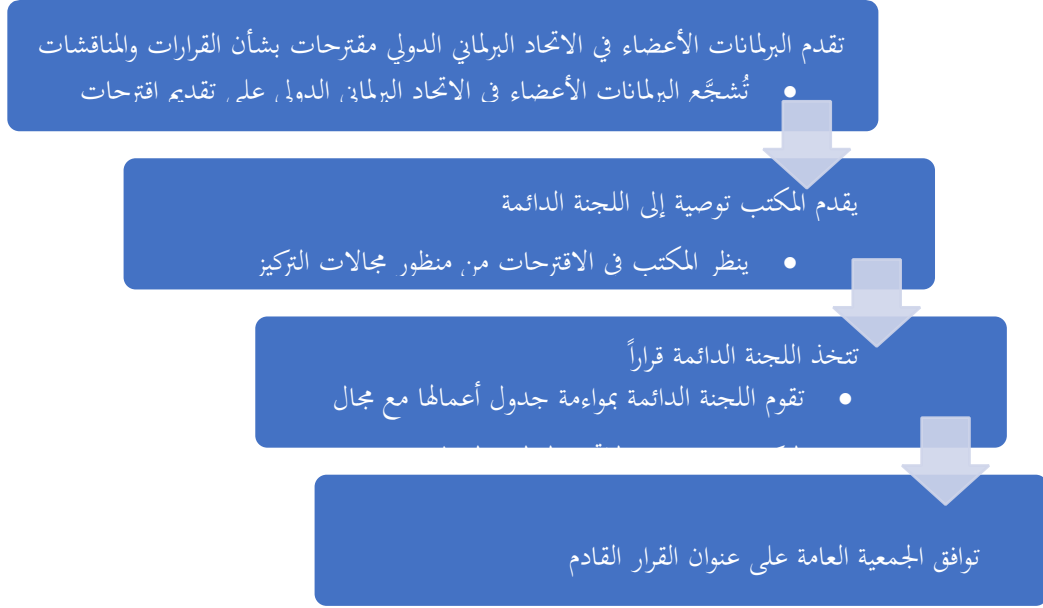 تقدم البرلمانات الأعضاء في الاتحاد البرلماني الدولي مقترحات بشأن القرارات والمناقشات
• تُشجَّع البرلمانات الأعضاء في الاتحاد البرلماني الدولي على تقديم اقترحات
يقدم المكتب توصية إلى اللجنة الدائمة
• ينظر المكتب في الاقترحات من منظور مجالات التركيز
تتخذ اللجنة الدائمة قراراً
• تقوم اللجنة الدائمة بمواءمة جدول أعمالها مع مجال
توافق الجمعية العامة على عنوان القرار القادم